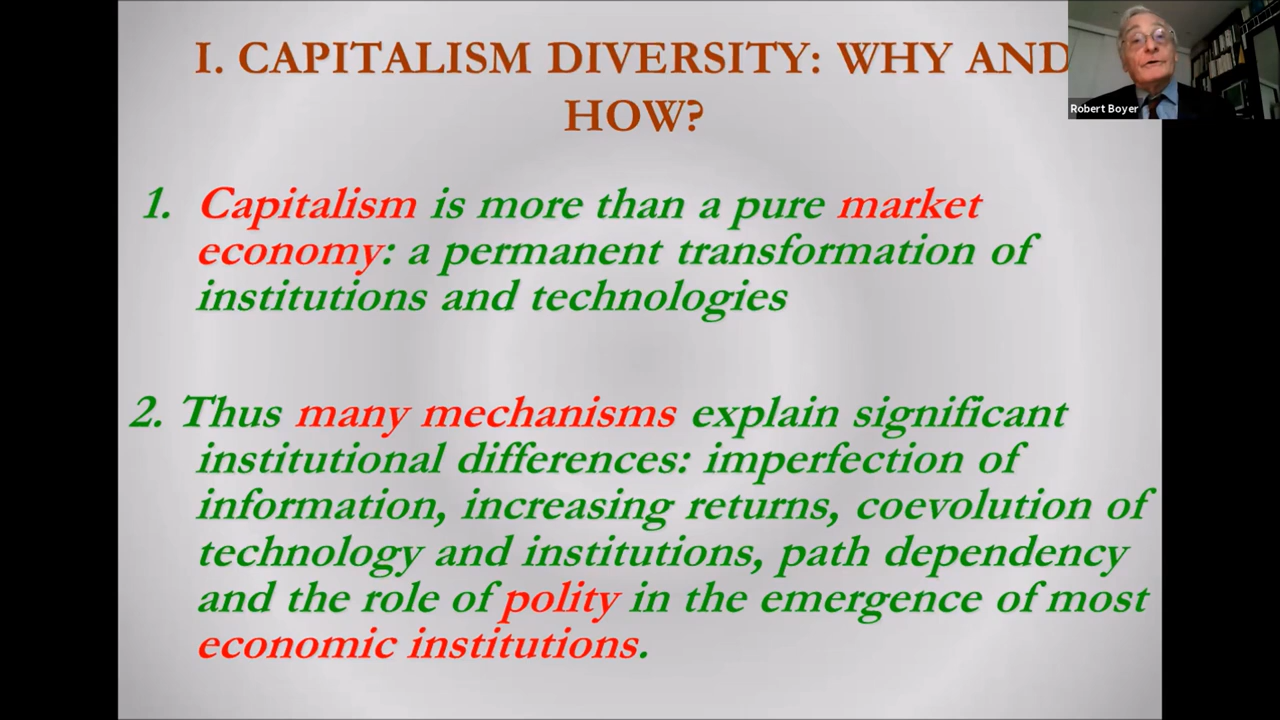 I. CAPITALISM DIVERSITY: WHY AND
HOW?
Robert Boyer
1. Capitalism is more than a pure market
economy: a permanent transformation of
institutions and technologies
2. Thus many mechanisms explain significant
institutional differences: imperfection of
information, increasing returns, coevolution of
technology and institutions, path dependency
and the role of polity in the emergence of most
economic institutions.